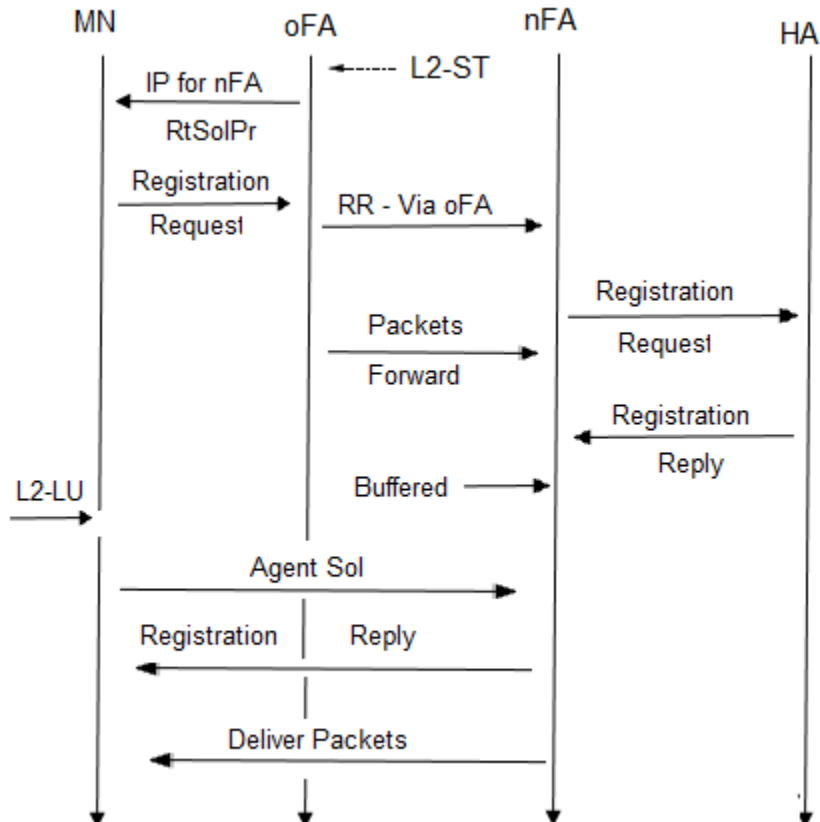 MN
oFA
nFA
HA
L2-ST
IP for nFA
RtSolPr
Registration
Request
RR - Via oFA
Registration
Request
Packets
Forward
Registration
Reply
Buffered
L2-LU
Agent Sol
Registration Reply
Deliver Packets